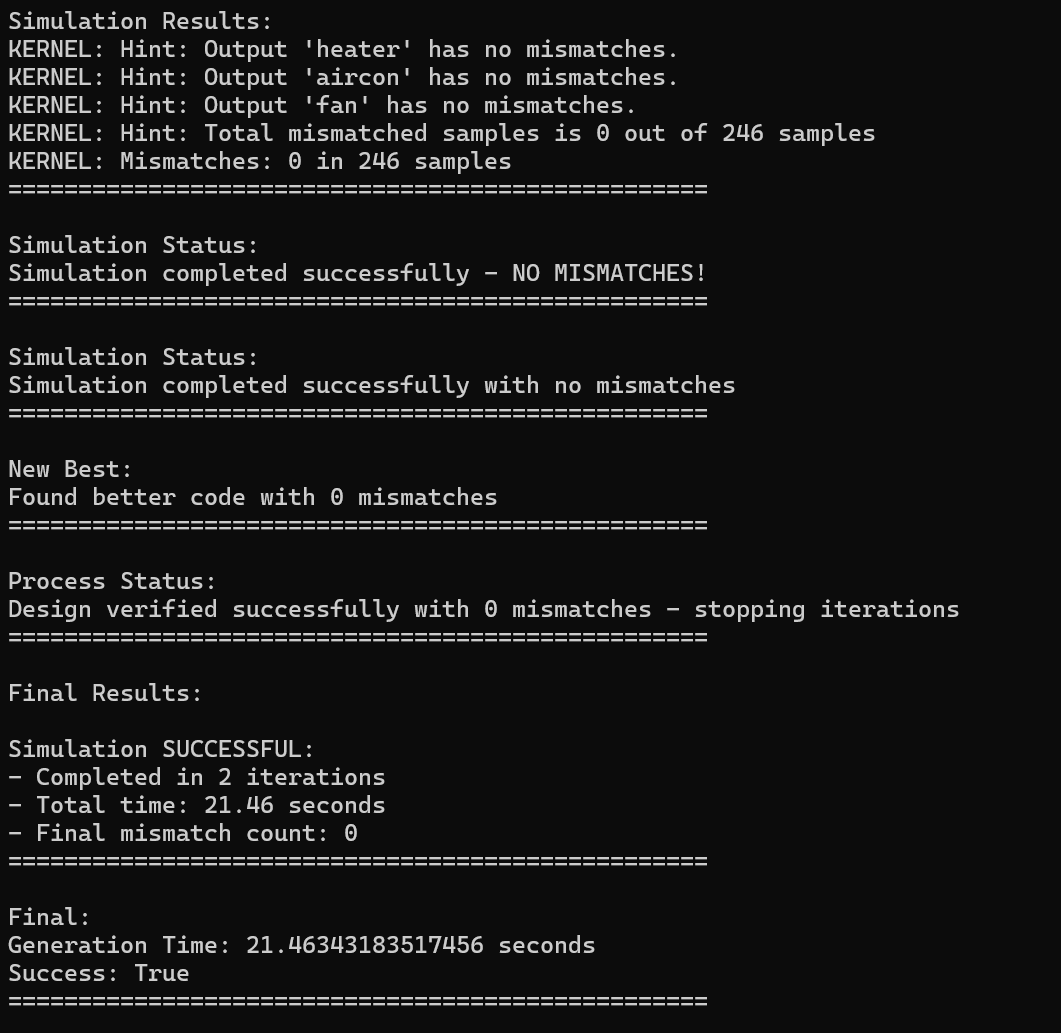 Simulation Results:
KERNEL: Hint: Output 'heater' has no mismatches.
KERNEL: Hint: Output 'aircon' has no mismatches.
KERNEL: Hint: Output 'fan' has no mismatches.
KERNEL: Hint: Total mismatched samples is 0 out of 246 samples
KERNEL: Mismatches: 0 in 246 samples
==================================================
Simulation Status:
Simulation completed successfully - NO MISMATCHES!
==================================================
Simulation Status:
Simulation completed successfully with no mismatches
==================================================
New Best:
Found better code with 0 mismatches
==================================================
Process Status:
Design verified successfully with 0 mismatches - stopping iterations
==================================================
Final Results:
Simulation SUCCESSFUL:
- Completed in 2 iterations
- Total time: 21.46 seconds
- Final mismatch count: 0
==================================================
Final:
Generation Time: 21.46343183517456 seconds
Success: True
==================================================